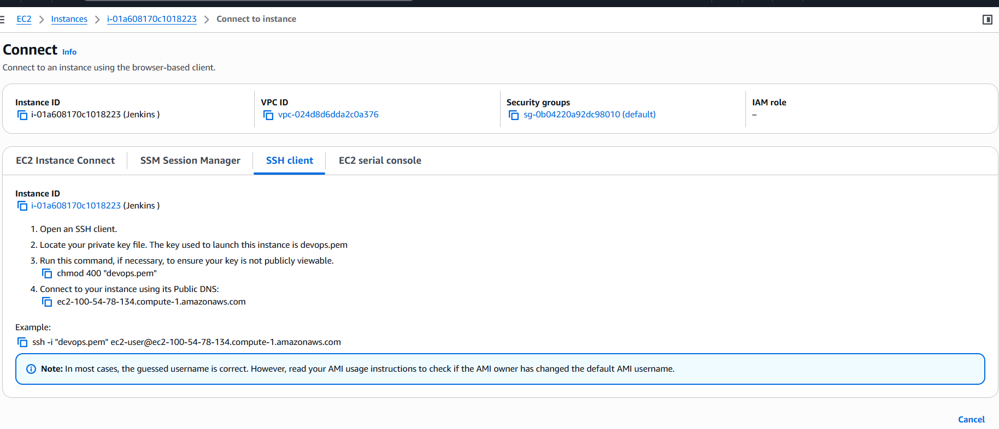 EC2 > Instances > i-01a608170c1018223 > Connect to instance
Connect Info
Connect to an instance using the browser-based client.
Instance ID
i-01a608170c1018223 (Jenkins )
VPC ID
vpc-024d8d6dda2c0a376
Security groups
sg-0b04220a92dc98010 (default)
IAM role
–
EC2 Instance Connect
SSM Session Manager
SSH client
EC2 serial console
Instance ID
i-01a608170c1018223 (Jenkins )
1. Open an SSH client.
2. Locate your private key file. The key used to launch this instance is devops.pem
3. Run this command, if necessary, to ensure your key is not publicly viewable.
chmod 400 "devops.pem"
4. Connect to your instance using its Public DNS:
ec2-100-54-78-134.compute-1.amazonaws.com
Example:
ssh -i "devops.pem" ec2-user@ec2-100-54-78-134.compute-1.amazonaws.com
Note: In most cases, the guessed username is correct. However, read your AMI usage instructions to check if the AMI owner has changed the default AMI username.
Cancel